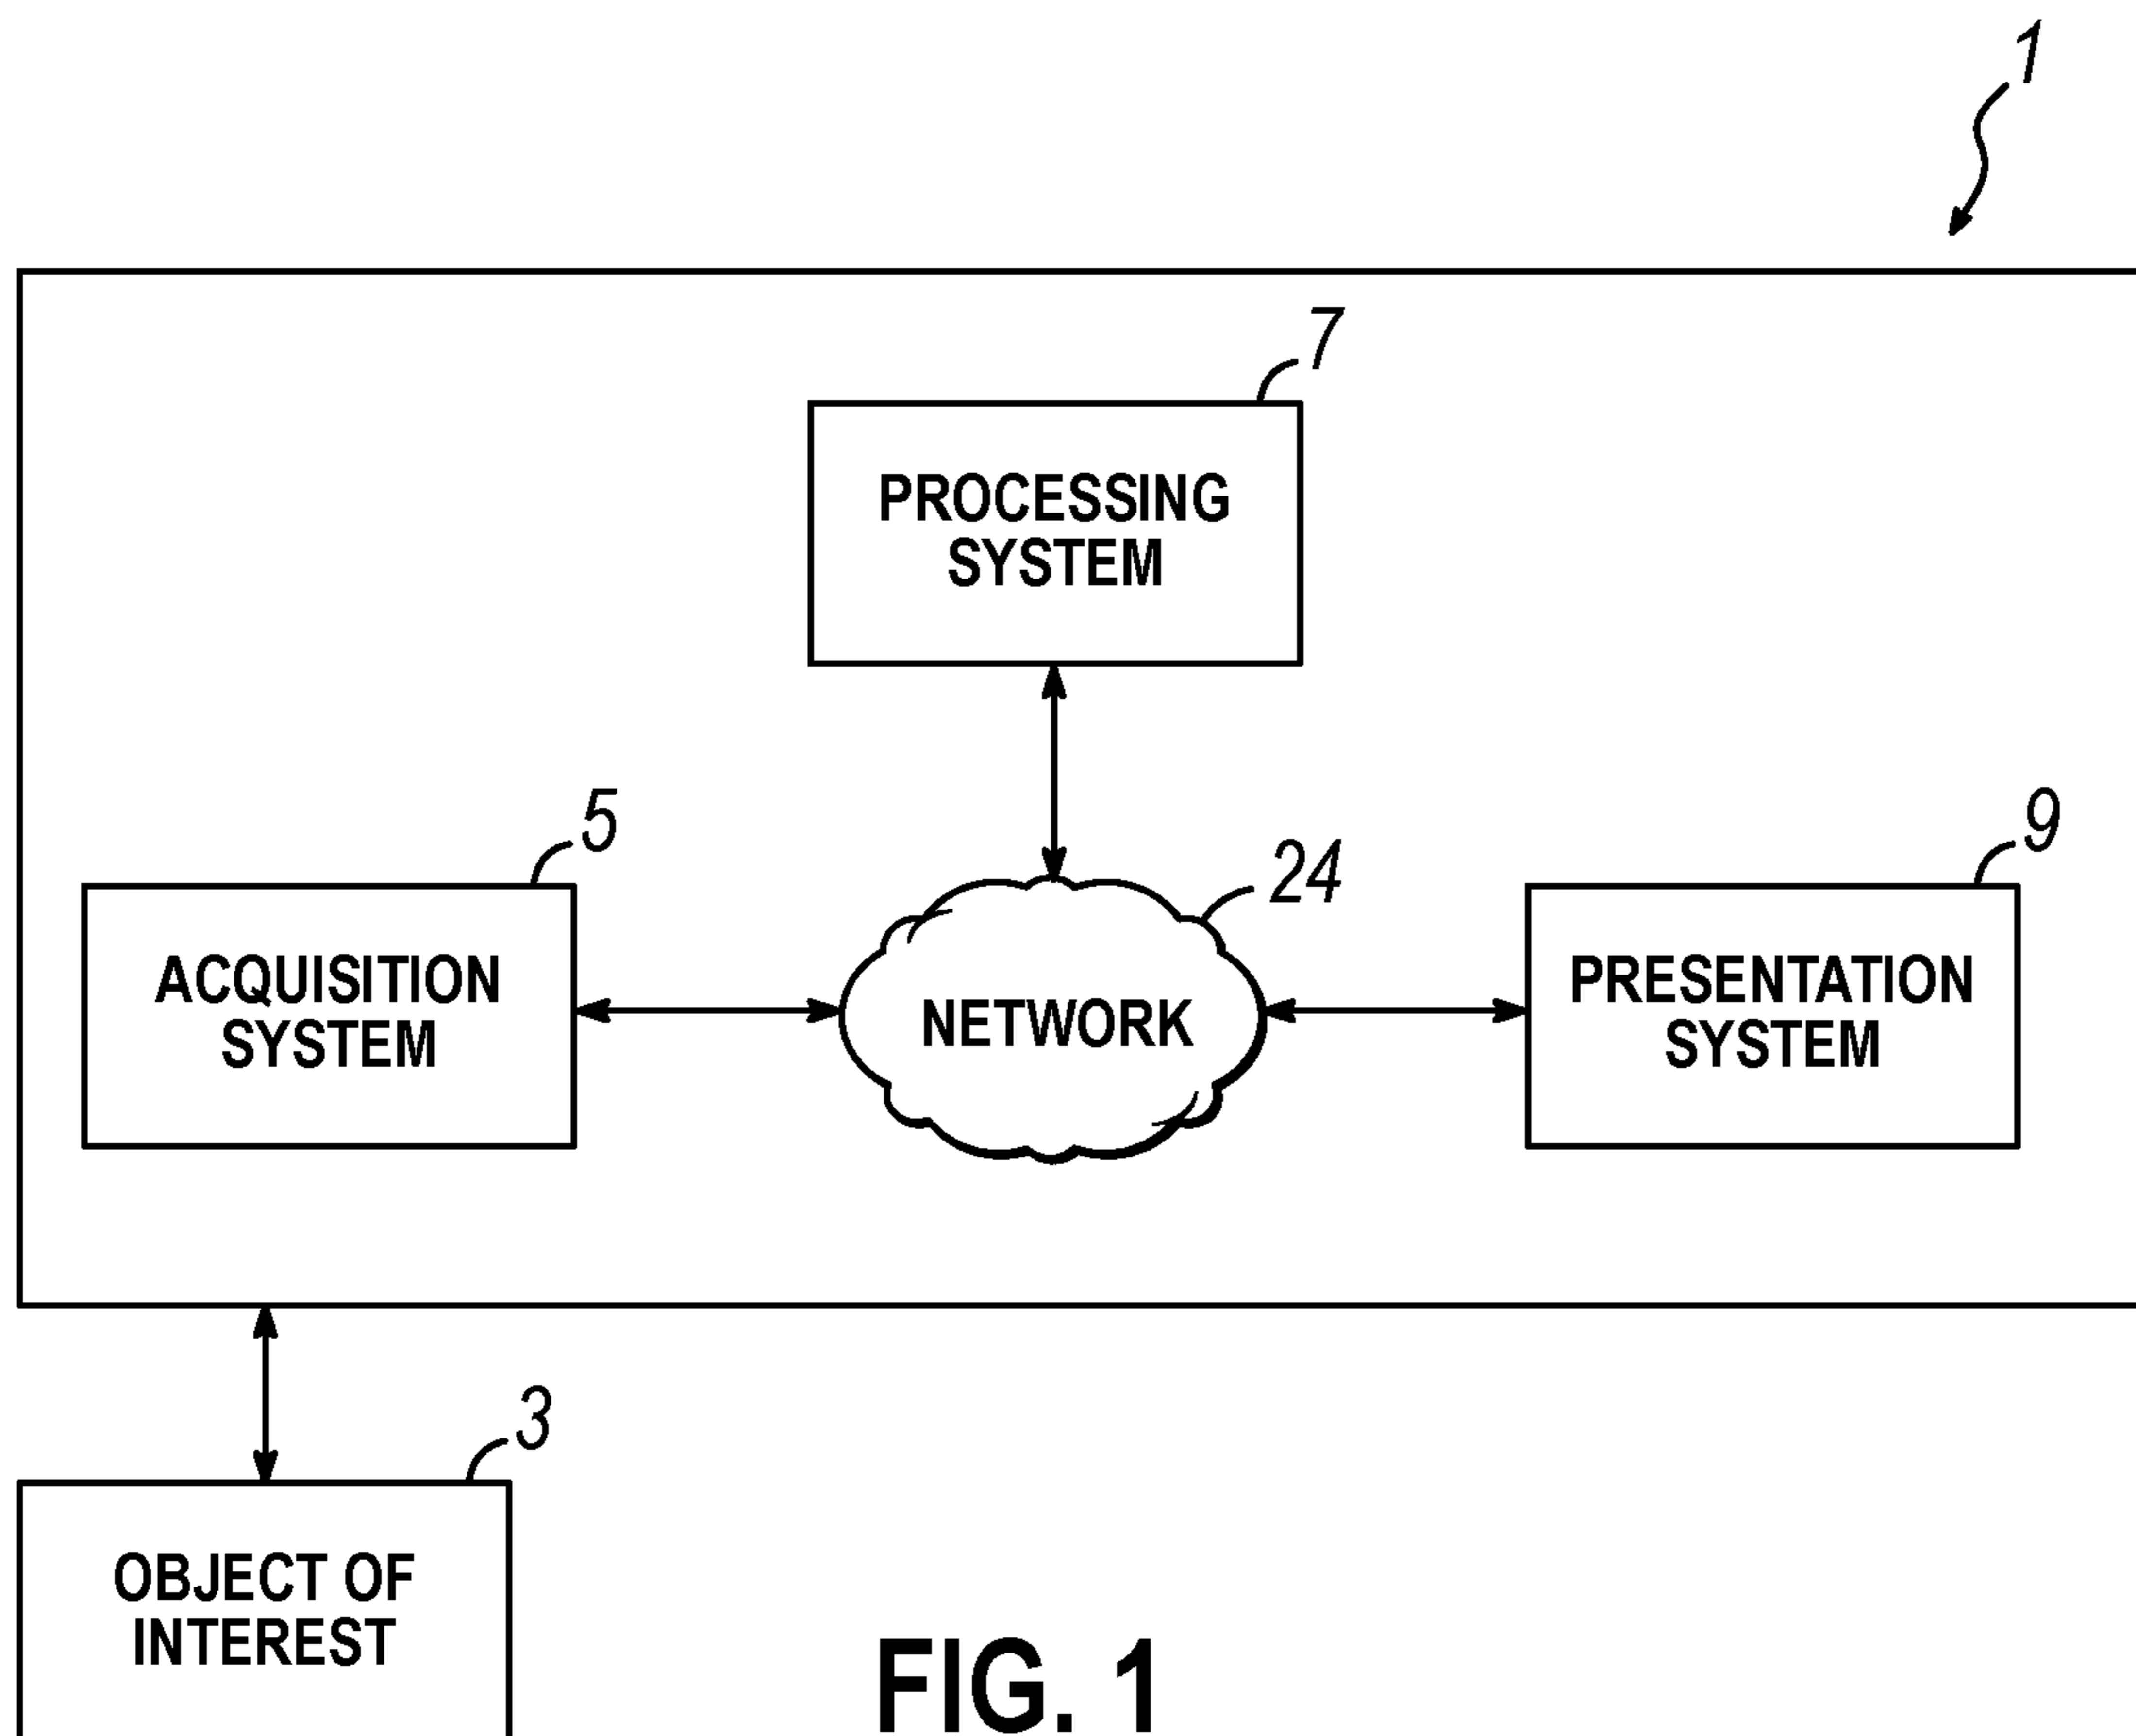 1
7
PROCESSING
SYSTEM
5
24
9
ACQUISITION
SYSTEM
NETWORK
PRESENTATION
SYSTEM
3
OBJECT OF
INTEREST
FIG. 1